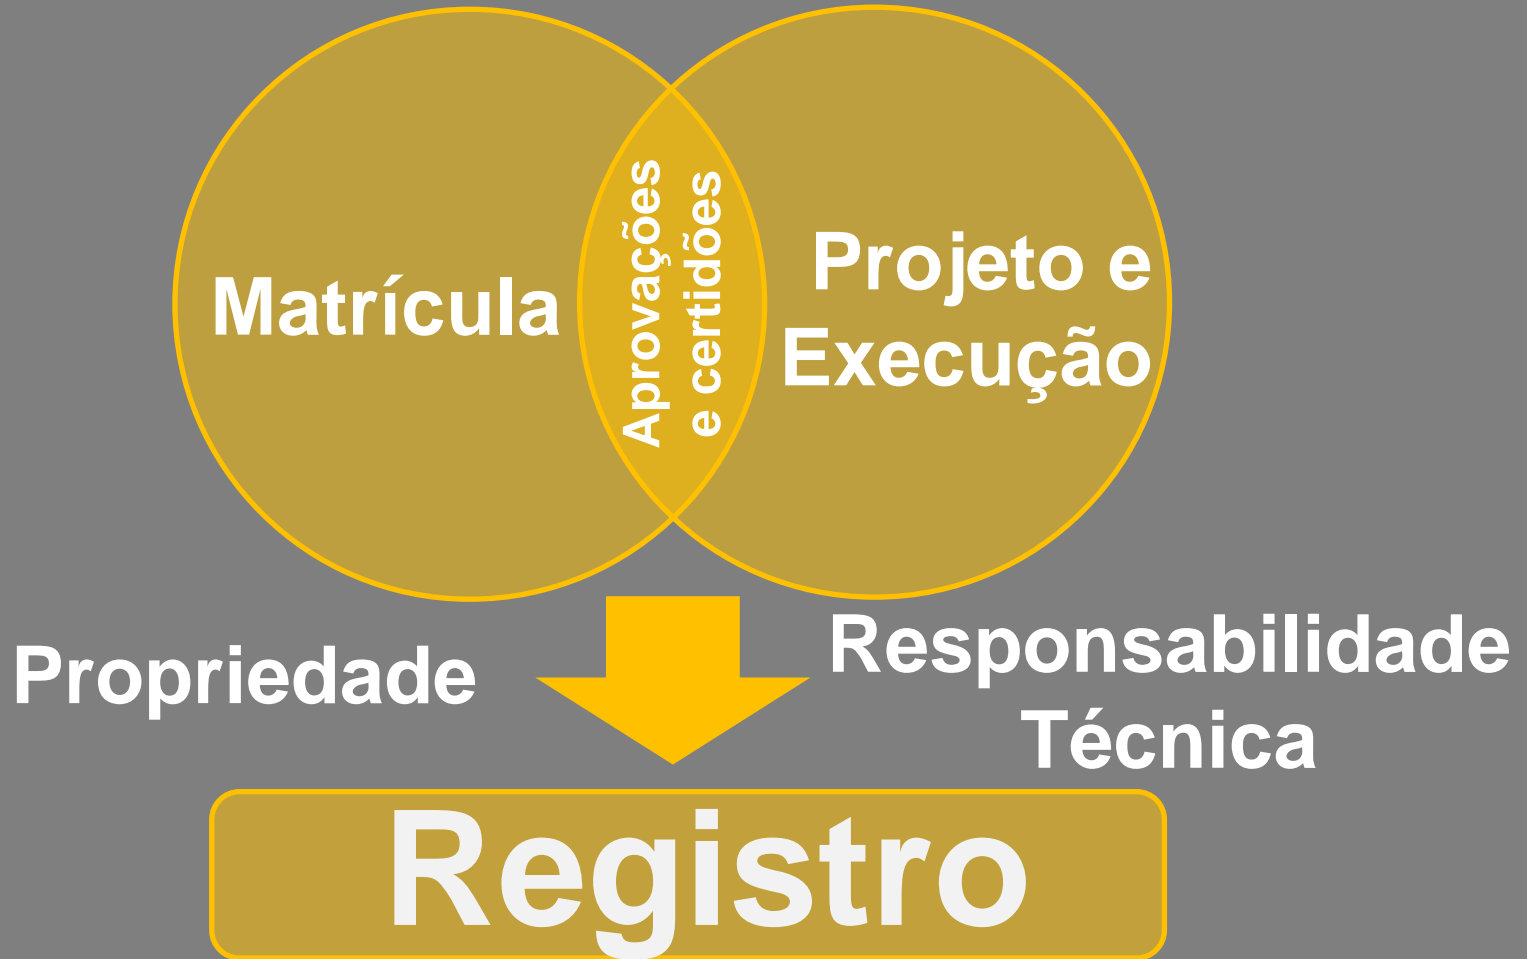 Matrícula
Aprovações
e certidões
Projeto e
Execução
Propriedade
Responsabilidade
Técnica
Registro